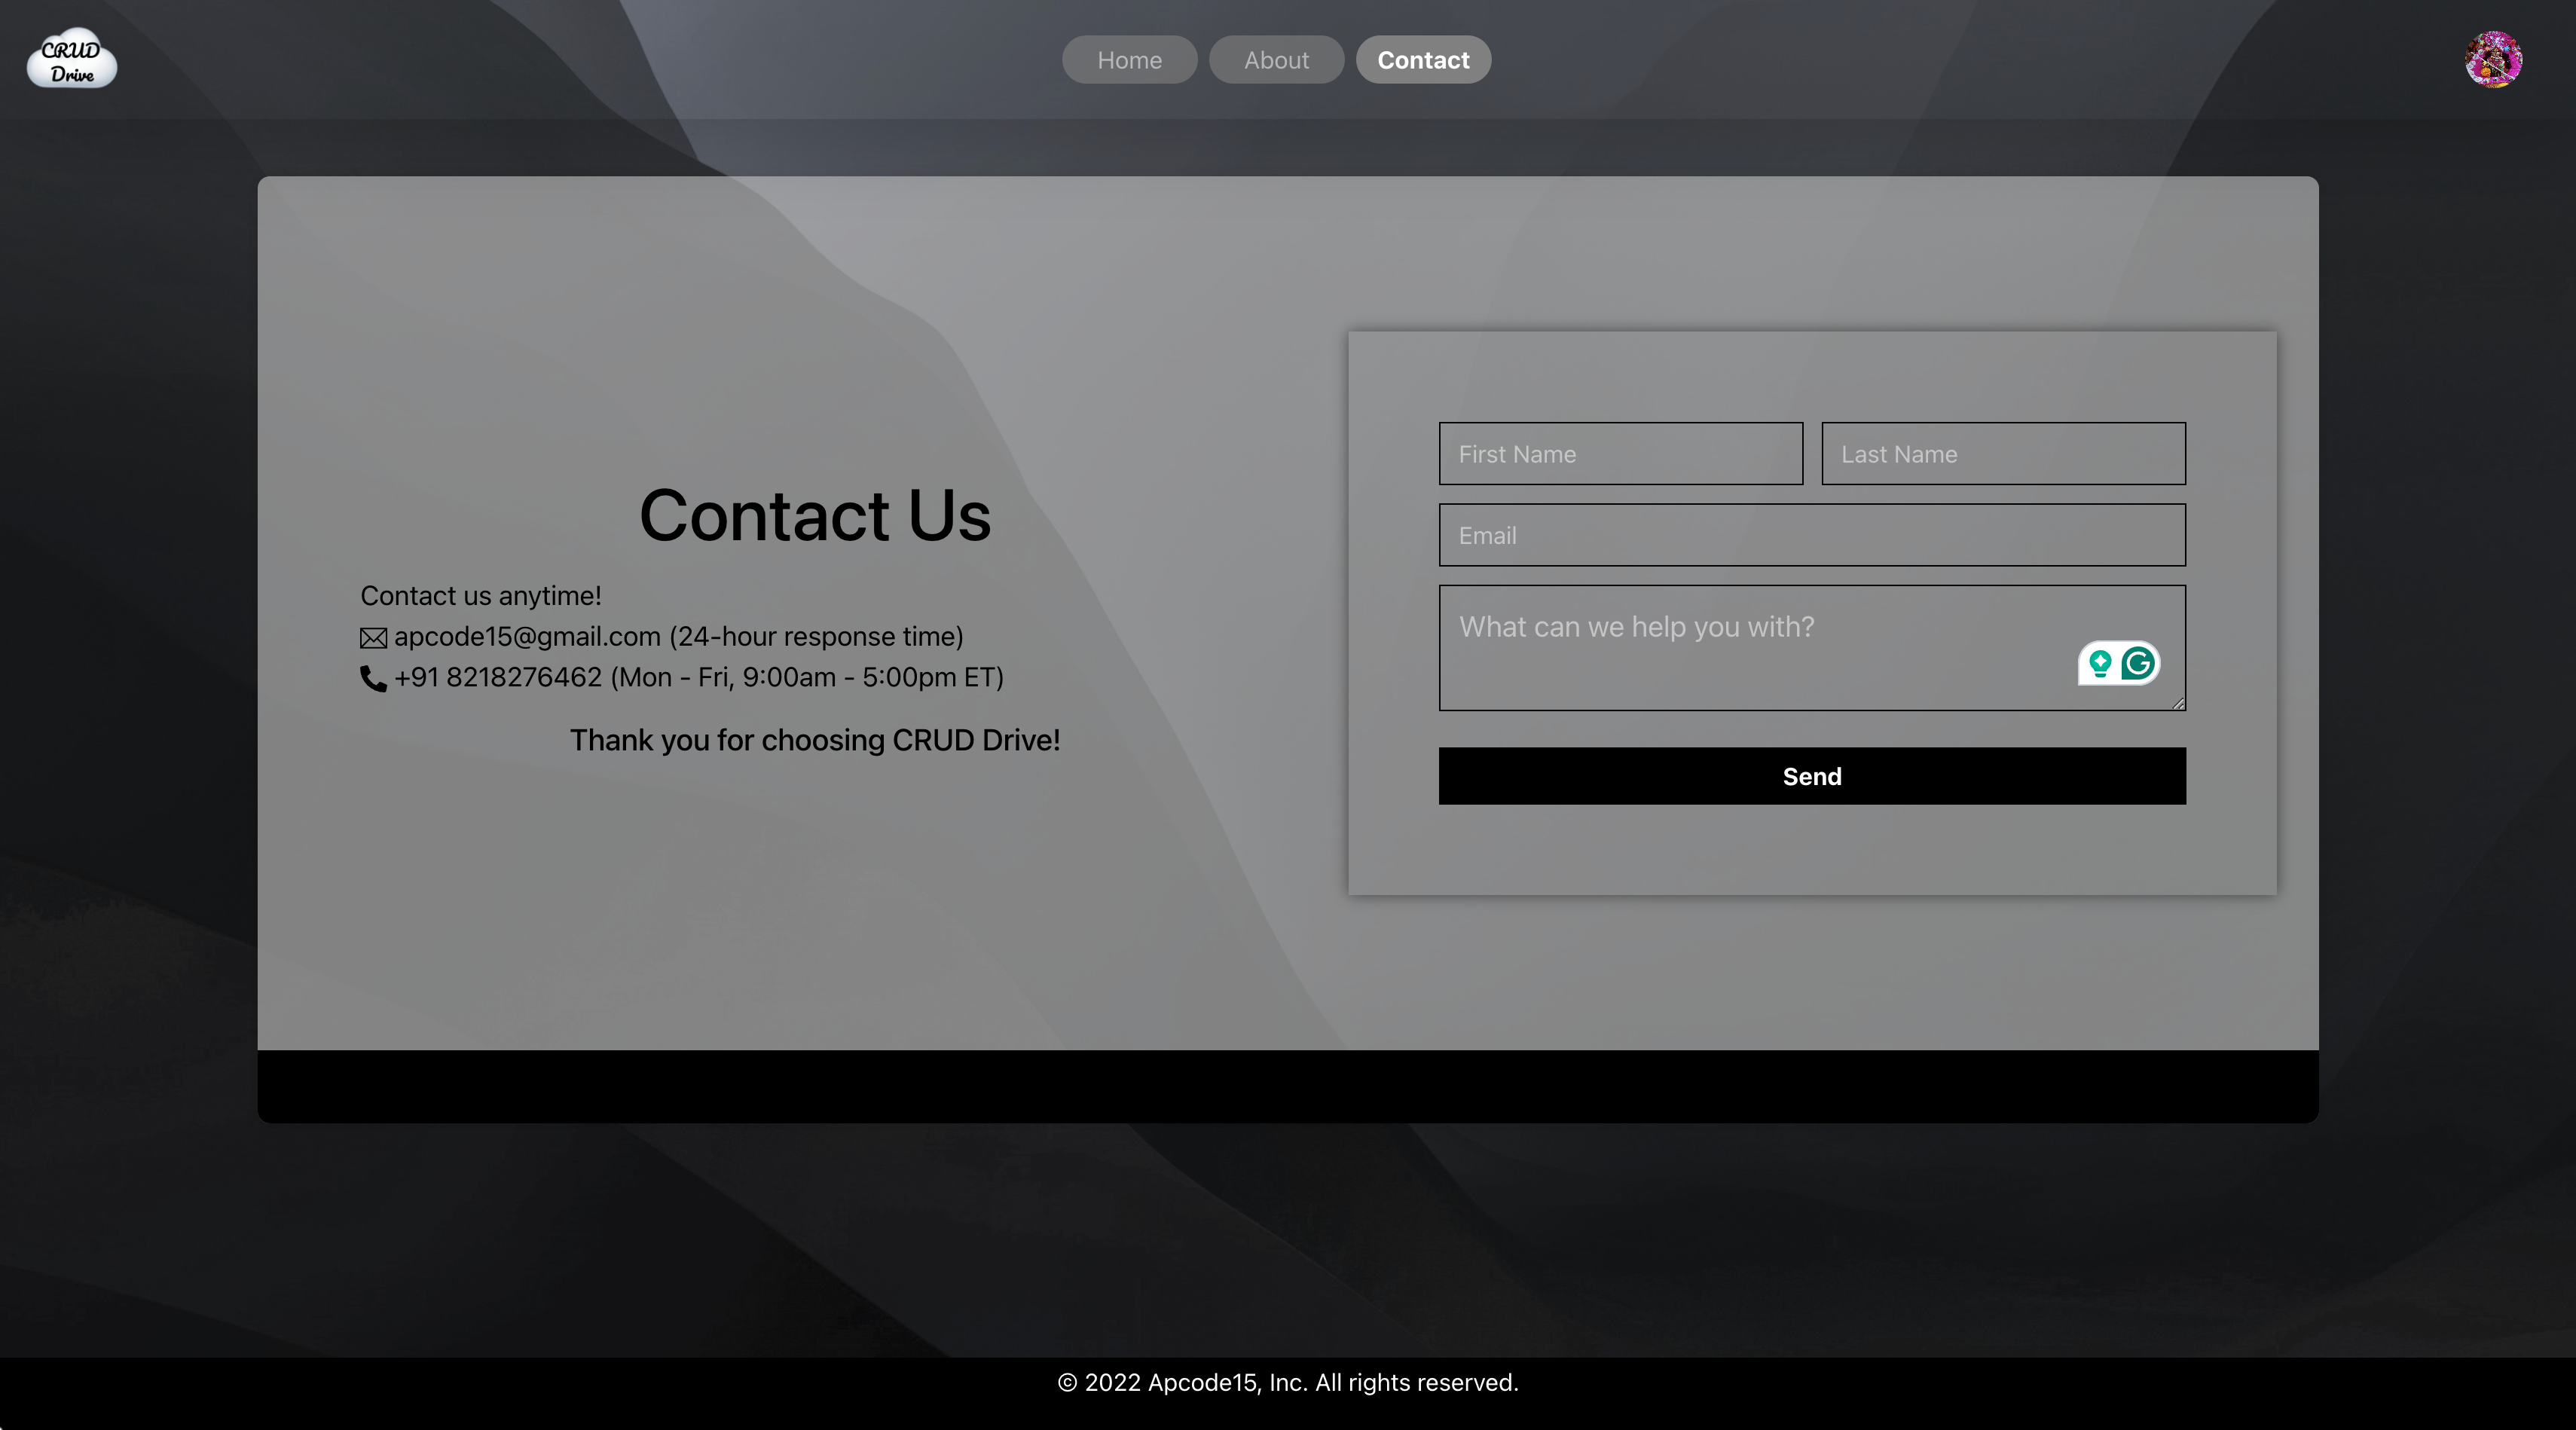 CRUD
Drive
Home
About
Contact
Contact Us
Contact us anytime!
apcode15@gmail.com (24-hour response time)
+91 8218276462 (Mon - Fri, 9:00am - 5:00pm ET)
Thank you for choosing CRUD Drive!
First Name
Last Name
Email
What can we help you with?
G
Send
© 2022 Apcode15, Inc. All rights reserved.